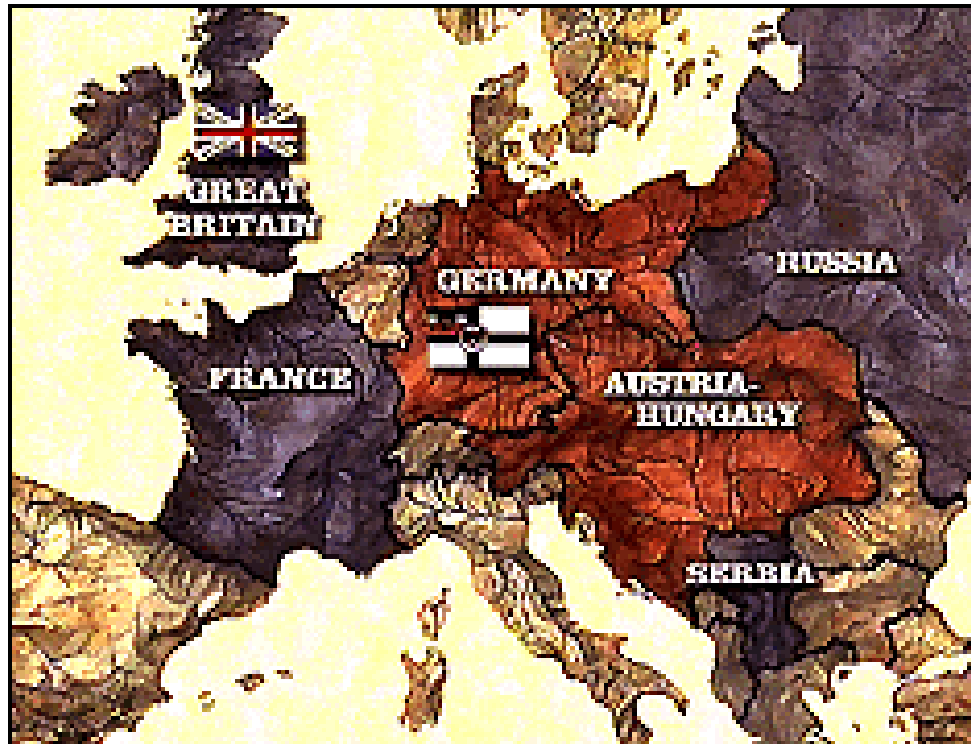 GREAT
BRITAIN
GERMANY
RUSSIA
FRANCE
AUSTRIA-
HUNGARY
SERBIA